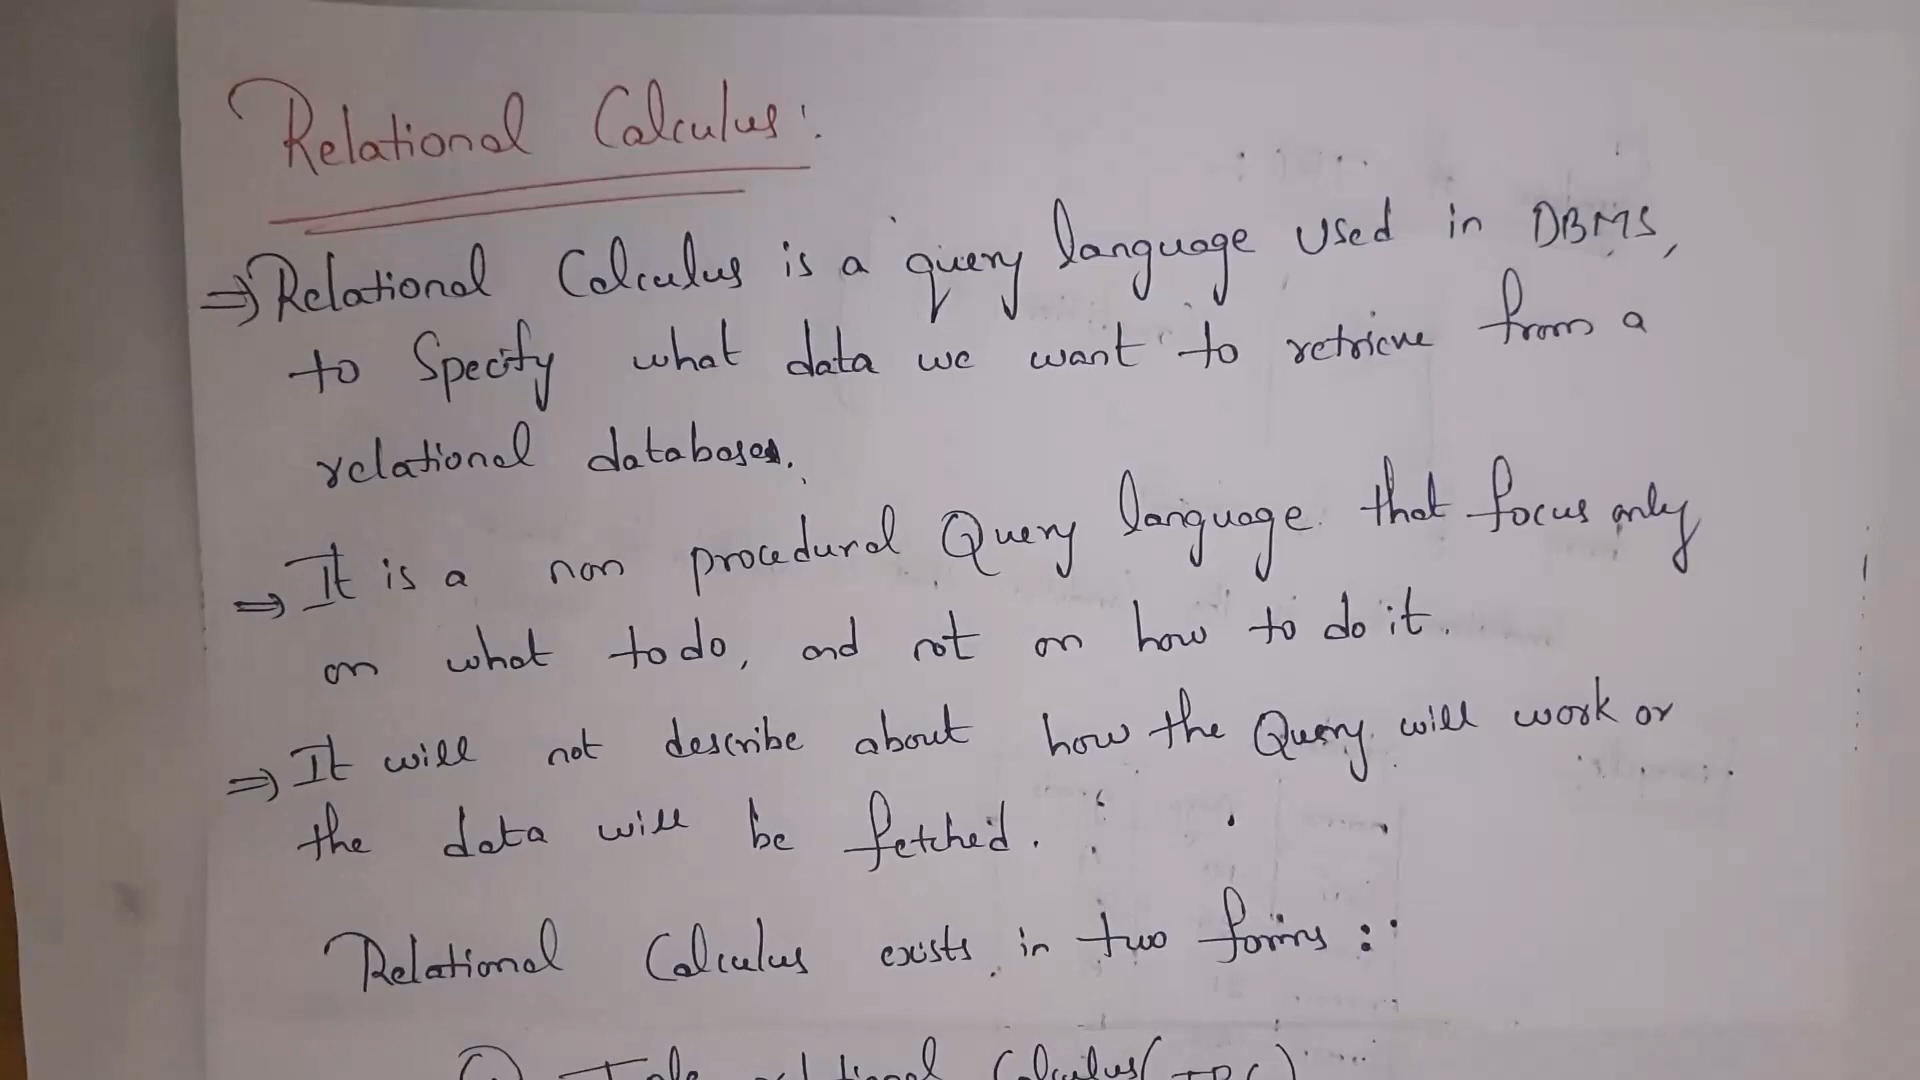 Relational Calculus:
⇒ Relational Calculus is a query language used in DBMS,
to Specify what data we want to retrieve from a
relational databases.
⇒ It is a non procedural Query language that focus only
on what to do, and not on how to do it.
⇒ It will not describe about how the Query will work or
the data will be fetched.
Relational Calculus exists in two forms:
relational Calculus (TRC)